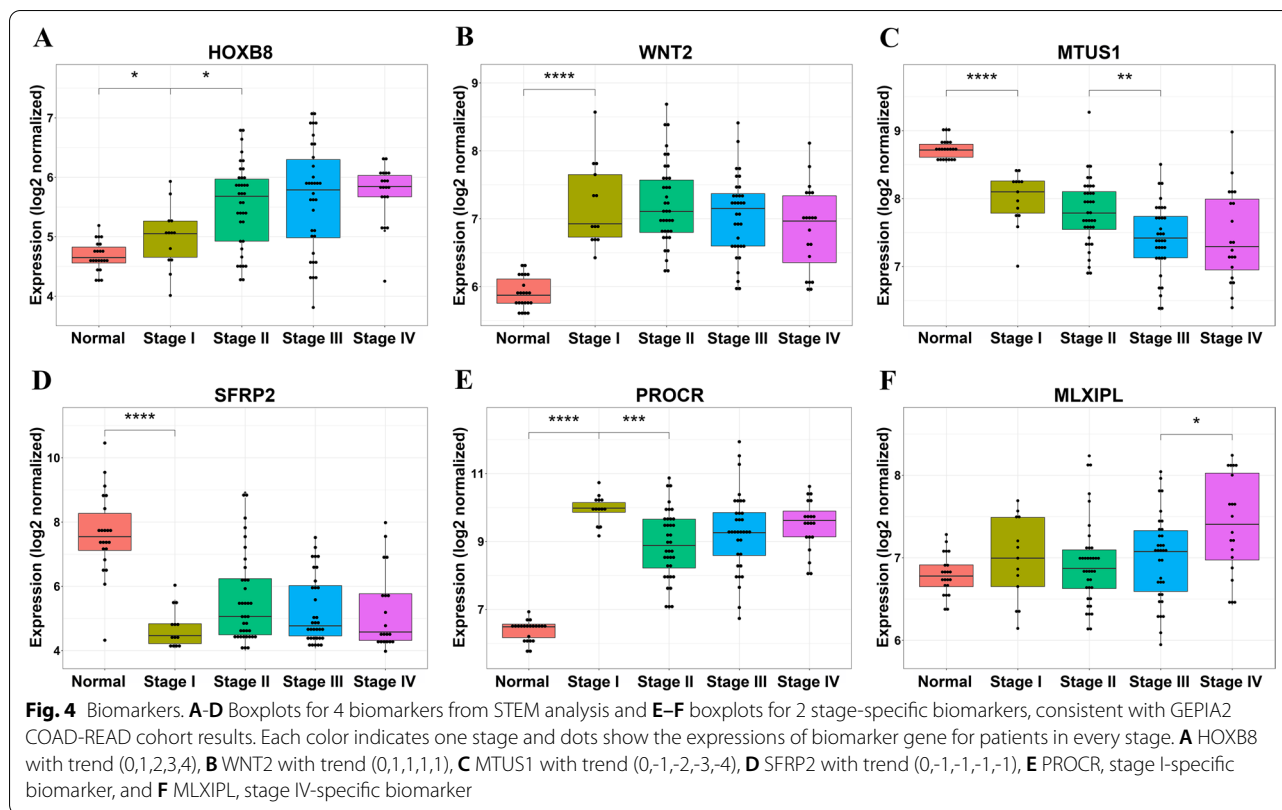 A
HOXB8
* *
Expression (log2 normalized)
7
6
5
4
Normal Stage I Stage II Stage III Stage IV
B
WNT2
****
Expression (log2 normalized)
9
8
7
6
Normal Stage I Stage II Stage III Stage IV
C
MTUS1
**** **
Expression (log2 normalized)
9
8
7
Normal Stage I Stage II Stage III Stage IV
D
SFRP2
****
Expression (log2 normalized)
10
8
6
4
Normal Stage I Stage II Stage III Stage IV
E
PROCR
**** ***
Expression (log2 normalized)
11
9
7
Normal Stage I Stage II Stage III Stage IV
F
MLXIPL
*
Expression (log2 normalized)
8
7
6
Normal Stage I Stage II Stage III Stage IV
Fig. 4 Biomarkers. A-D Boxplots for 4 biomarkers from STEM analysis and E–F boxplots for 2 stage-specific biomarkers, consistent with GEPIA2
COAD-READ cohort results. Each color indicates one stage and dots show the expressions of biomarker gene for patients in every stage. A HOXB8
with trend (0,1,2,3,4), B WNT2 with trend (0,1,1,1,1), C MTUS1 with trend (0,-1,-2,-3,-4), D SFRP2 with trend (0,-1,-1,-1,-1), E PROCR, stage I-specific
biomarker, and F MLXIPL, stage IV-specific biomarker